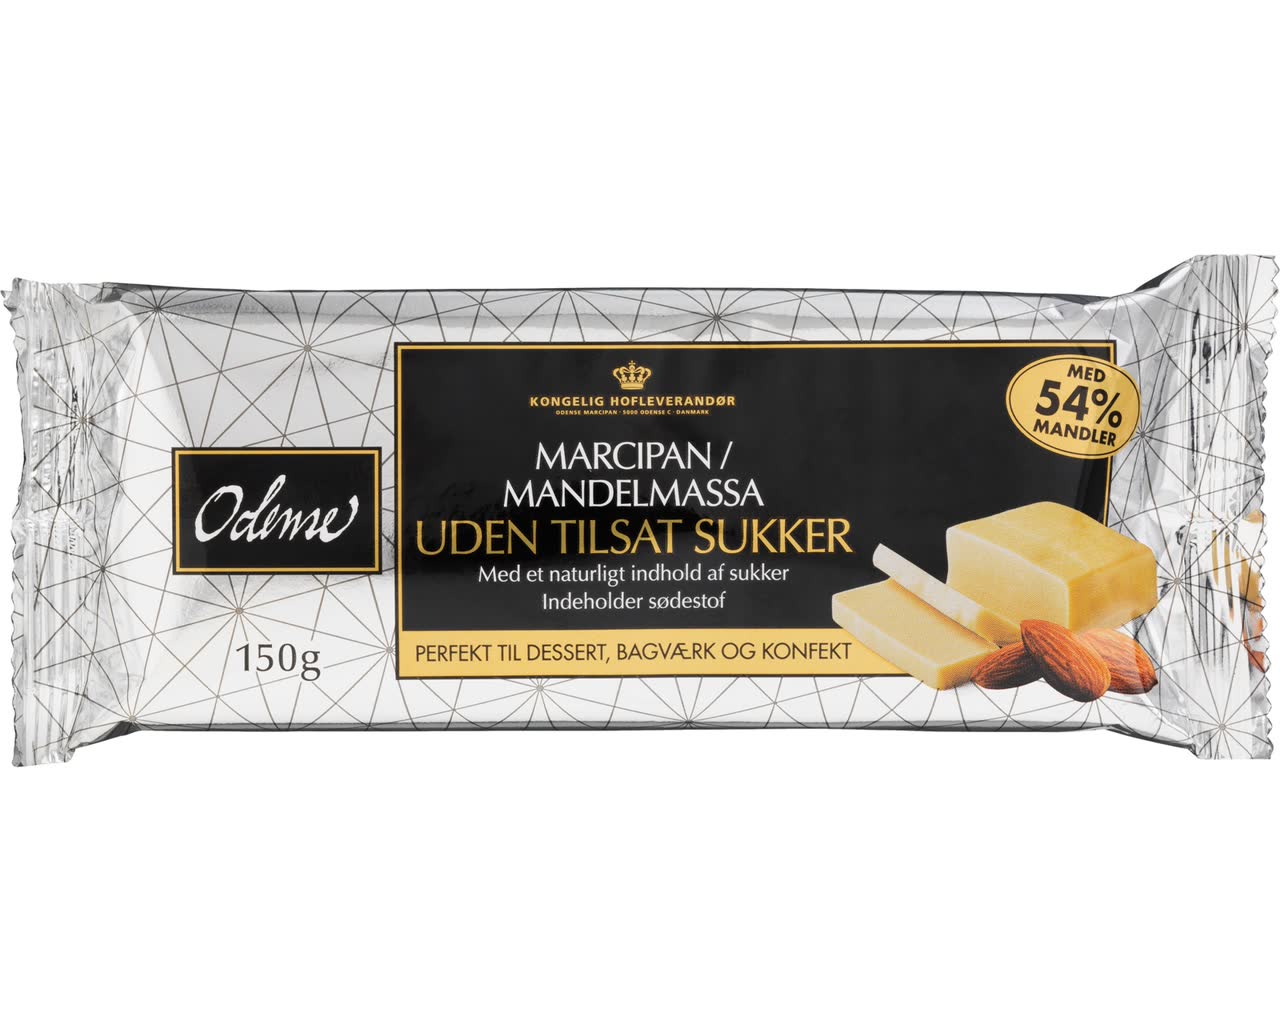 Odense
150g
KONGELIG HOFLEVERANDØR
ODENSE MARCIPAN · 5000 ODENSE C · DANMARK
MARCIPAN /
MANDELMASSA
UDEN TILSAT SUKKER
Med et naturligt indhold af sukker
Indeholder sødestof
PERFEKT TIL DESSERT, BAGVÆRK OG KONFEKT
MED
54%
MANDLER